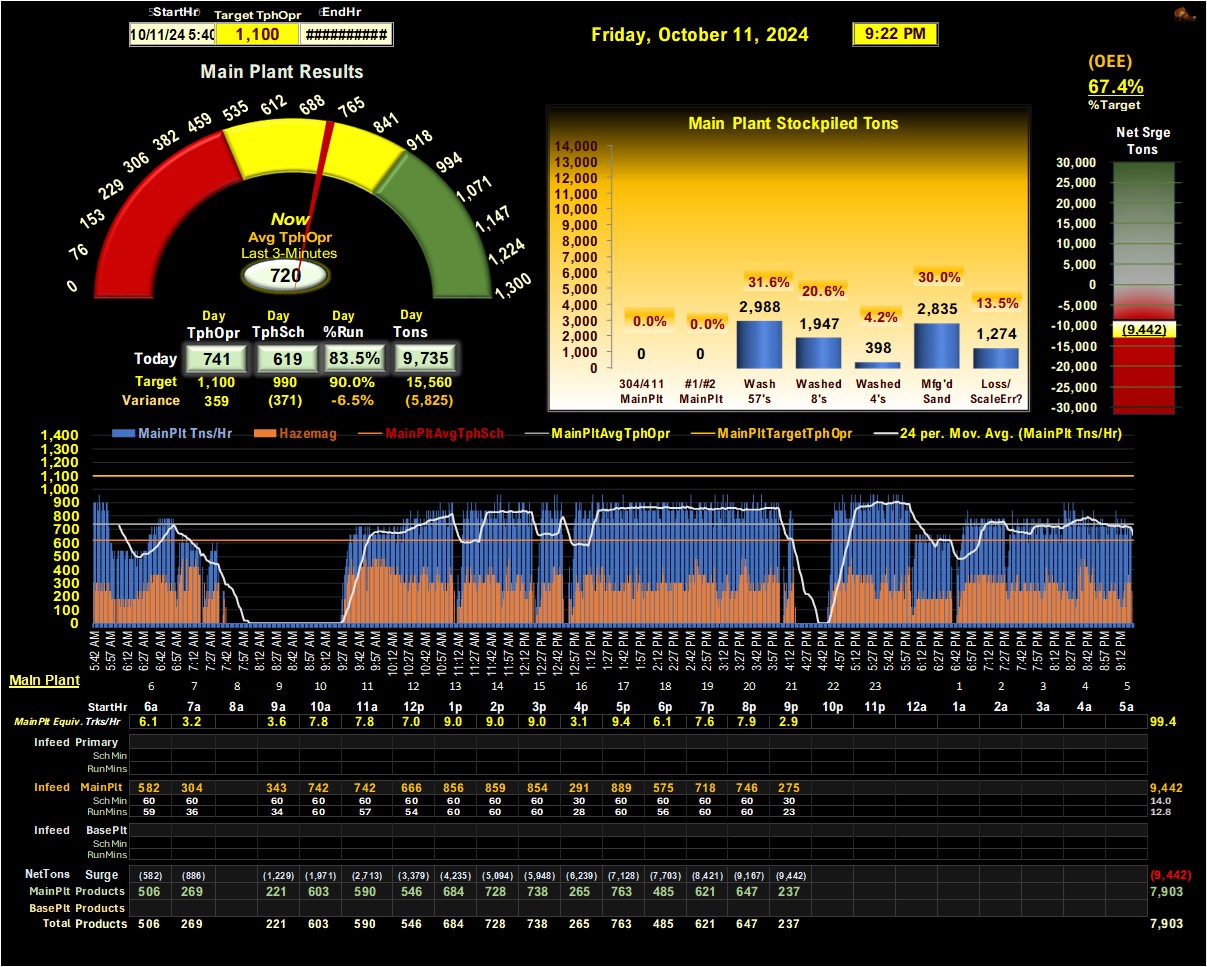 StartHr Target TphOpr EndHr
10/11/24 5:40 1,100 ##########
Friday, October 11, 2024 9:22 PM
(OEE)
67.4%
%Target
Main Plant Results
0 76 153 229 306 382 459 535 612 688 765 841 918 994 1,071 1,147 1,224 1,300
Now
Avg TphOpr
Last 3-Minutes
720
Day Day Day Day
TphOpr TphSch %Run Tons
Today 741 619 83.5% 9,735
Target 1,100 990 90.0% 15,560
Variance 359 (371) -6.5% (5,825)
Main Plant Stockpiled Tons
14,000
13,000
12,000
11,000
10,000
9,000
8,000
7,000
6,000
5,000
4,000
3,000
2,000
1,000
0
0.0% 0.0% 31.6% 20.6% 4.2% 30.0% 13.5%
0 0 2,988 1,947 398 2,835 1,274
304/411 #1/#2 Wash Washed Washed Mfg'd Loss/
MainPlt MainPlt 57's 8's 4's Sand ScaleErr?
Net Srge
Tons
30,000
25,000
20,000
15,000
10,000
5,000
0
-5,000
-10,000
-15,000
-20,000
-25,000
-30,000
(9,442)
MainPlt Tns/Hr Hazemag MainPltAvgTphSch MainPltAvgTphOpr MainPltTargetTphOpr 24 per. Mov. Avg. (MainPlt Tns/Hr)
1,400
1,300
1,200
1,100
1,000
900
800
700
600
500
400
300
200
100
0
5:42 AM 5:57 AM 6:12 AM 6:27 AM 6:42 AM 6:57 AM 7:12 AM 7:27 AM 7:42 AM 7:57 AM 8:12 AM 8:27 AM 8:42 AM 8:57 AM 9:12 AM 9:27 AM 9:42 AM 9:57 AM 10:12 AM 10:27 AM 10:42 AM 10:57 AM 11:12 AM 11:27 AM 11:42 AM 11:57 AM 12:12 PM 12:27 PM 12:42 PM 12:57 PM 1:12 PM 1:27 PM 1:42 PM 1:57 PM 2:12 PM 2:27 PM 2:42 PM 2:57 PM 3:12 PM 3:27 PM 3:42 PM 3:57 PM 4:12 PM 4:27 PM 4:42 PM 4:57 PM 5:12 PM 5:27 PM 5:42 PM 5:57 PM 6:12 PM 6:27 PM 6:42 PM 6:57 PM 7:12 PM 7:27 PM 7:42 PM 7:57 PM 8:12 PM 8:27 PM 8:42 PM 8:57 PM 9:12 PM
Main Plant
6 7 8 9 10 11 12 13 14 15 16 17 18 19 20 21 22 23 1 2 3 4 5
StartHr 6a 7a 8a 9a 10a 11a 12p 1p 2p 3p 4p 5p 6p 7p 8p 9p 10p 11p 12a 1a 2a 3a 4a 5a
MainPlt Equiv. Trks/Hr 6.1 3.2 3.6 7.8 7.8 7.0 9.0 9.0 9.0 3.1 9.4 6.1 7.6 7.9 2.9 99.4
Infeed Primary
Sch Min
RunMins
Infeed MainPlt 582 304 343 742 742 666 856 859 854 291 889 575 718 746 275 9,442
Sch Min 60 60 60 60 60 60 60 60 60 30 60 60 60 60 30 14.0
RunMins 59 36 34 60 57 54 60 60 60 28 60 56 60 60 23 12.8
Infeed BasePlt
Sch Min
RunMins
NetTons Surge (582) (886) (1,229) (1,971) (2,713) (3,379) (4,235) (5,094) (5,948) (6,239) (7,128) (7,703) (8,421) (9,167) (9,442) (9,442)
MainPlt Products 506 269 221 603 590 546 684 728 738 265 763 485 621 647 237 7,903
BasePlt Products
Total Products 506 269 221 603 590 546 684 728 738 265 763 485 621 647 237 7,903